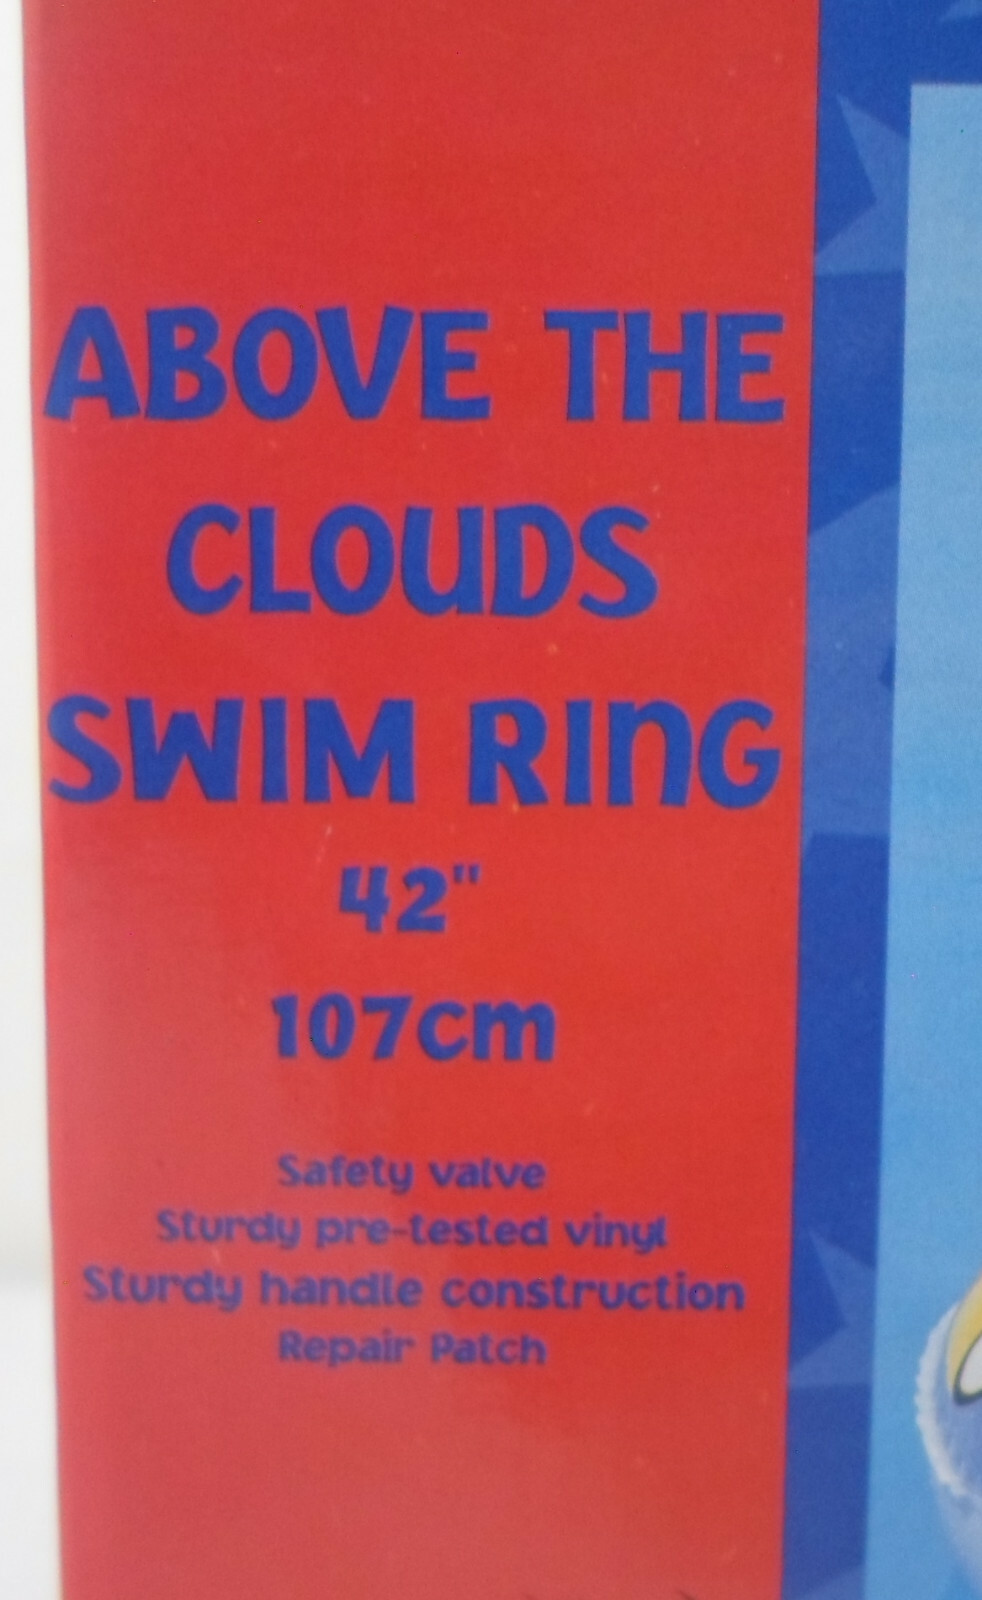 ABOVE THE
CLOUDS
SWIM RING
42"
107cm
Safety valve
Sturdy pre-tested vinyl
Sturdy handle construction
Repair Patch